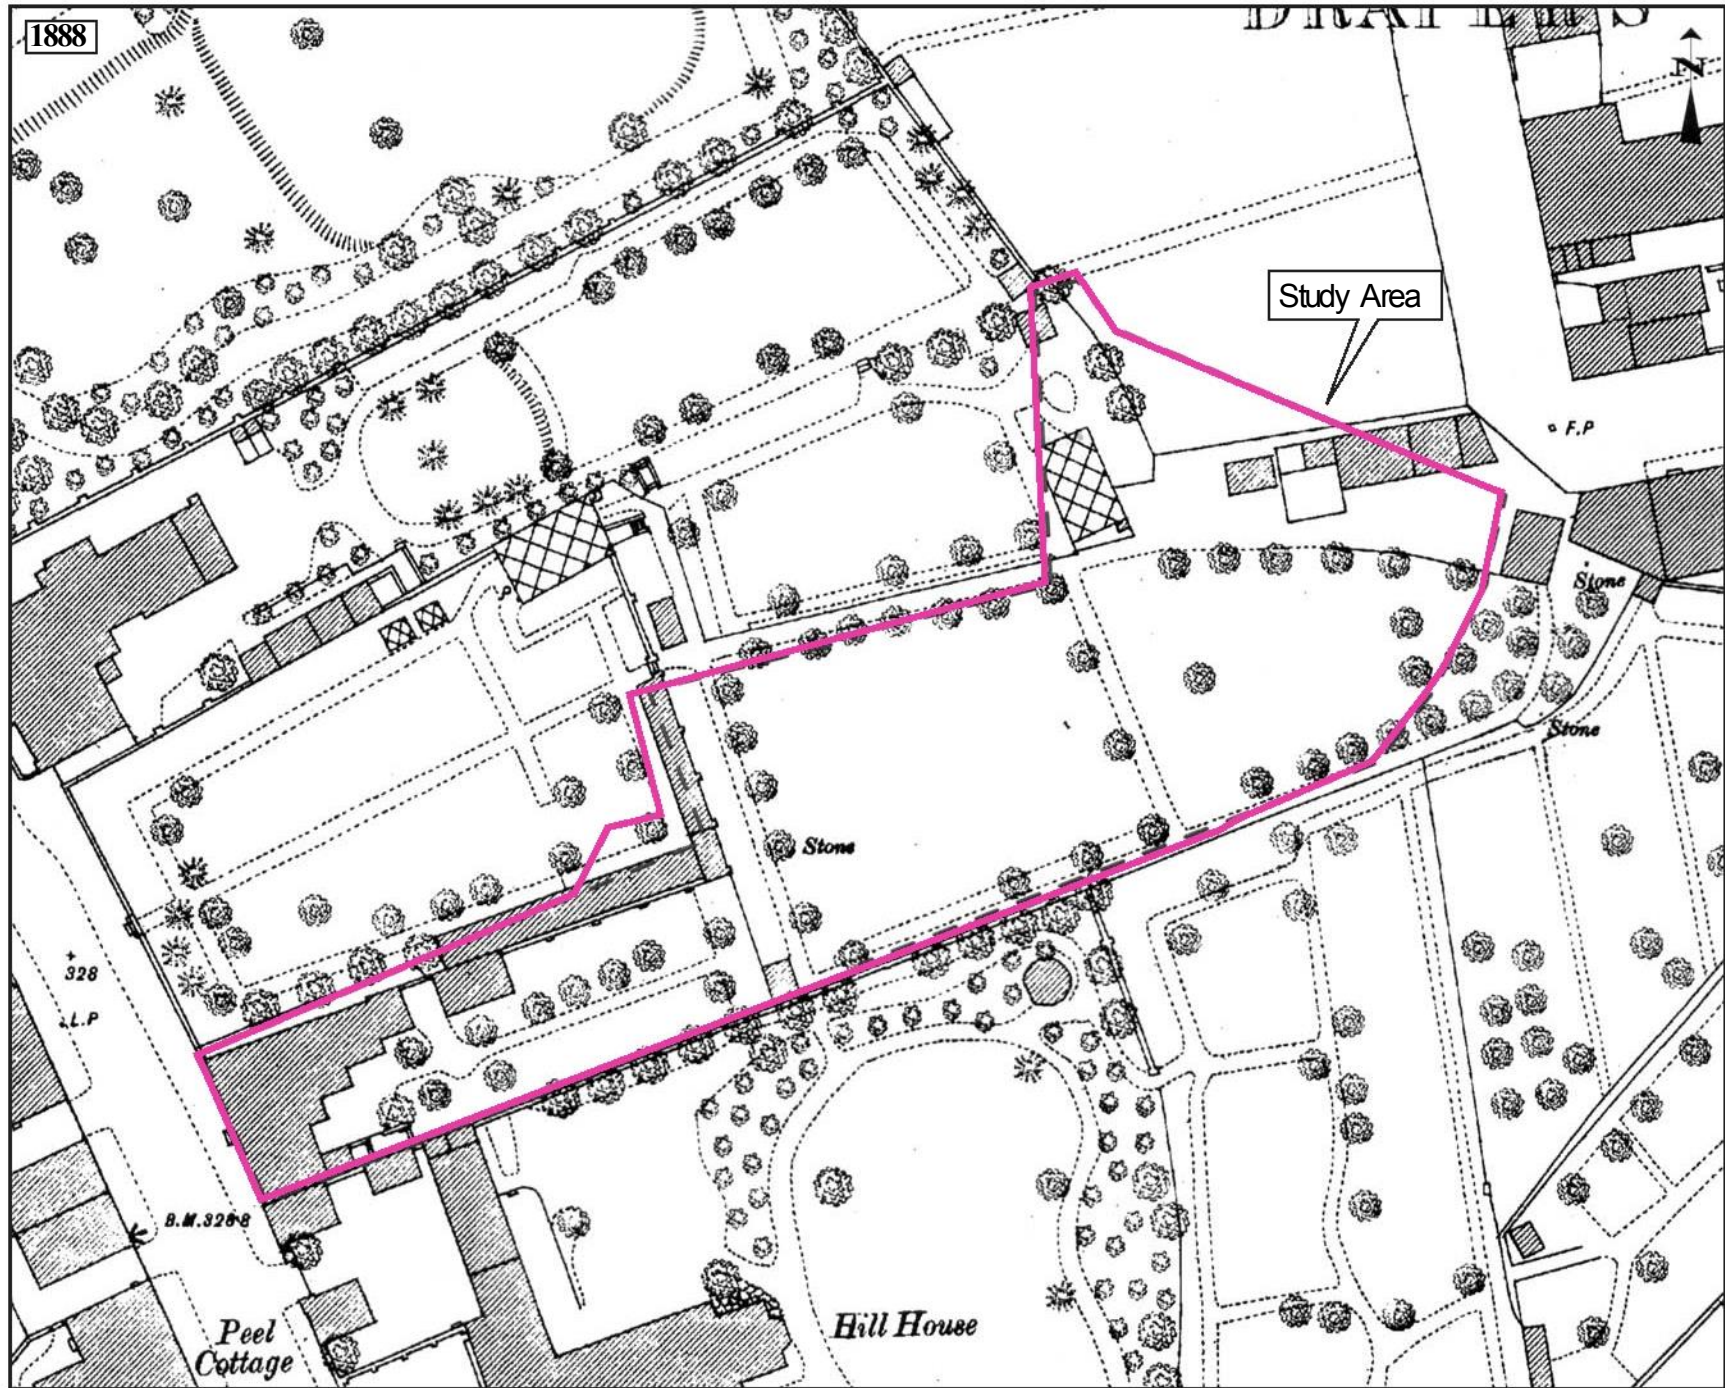 1888
N
Study Area
F.P
Stone
P
Stone
Stone
328
L.P
B.M.328·8
Peel
Cottage
Hill House